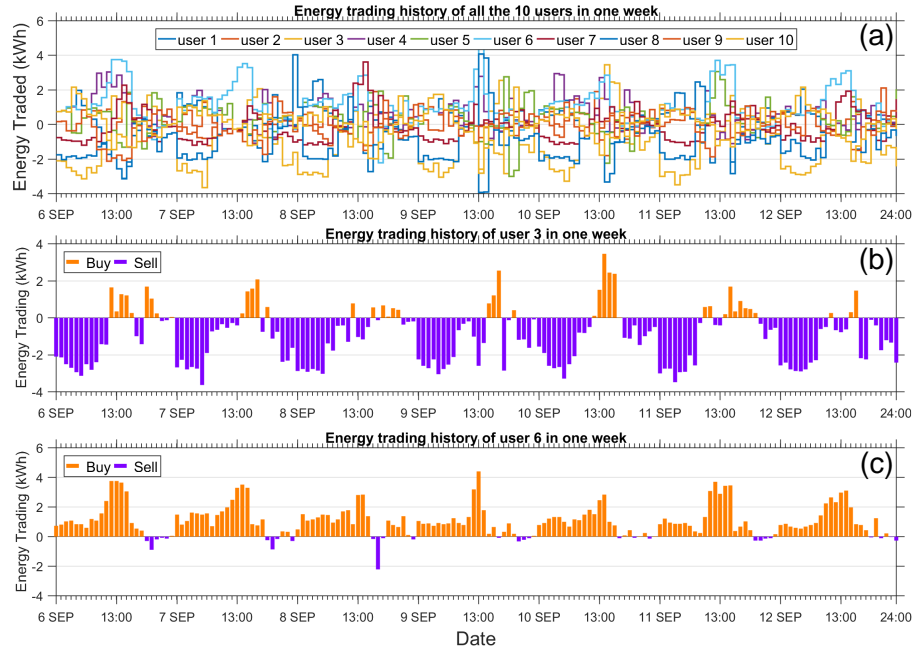 Energy trading history of all the 10 users in one week
Energy Traded (kWh)
6
4
2
0
-2
-4
user 1 user 2 user 3 user 4 user 5 user 6 user 7 user 8 user 9 user 10
(a)
6 SEP 13:00 7 SEP 13:00 8 SEP 13:00 9 SEP 13:00 10 SEP 13:00 11 SEP 13:00 12 SEP 13:00 24:00
Energy trading history of user 3 in one week
Energy Trading (kWh)
4
2
0
-2
-4
Buy Sell
(b)
6 SEP 13:00 7 SEP 13:00 8 SEP 13:00 9 SEP 13:00 10 SEP 13:00 11 SEP 13:00 12 SEP 13:00 24:00
Energy trading history of user 6 in one week
Energy Trading (kWh)
6
4
2
0
-2
-4
Buy Sell
(c)
6 SEP 13:00 7 SEP 13:00 8 SEP 13:00 9 SEP 13:00 10 SEP 13:00 11 SEP 13:00 12 SEP 13:00 24:00
Date